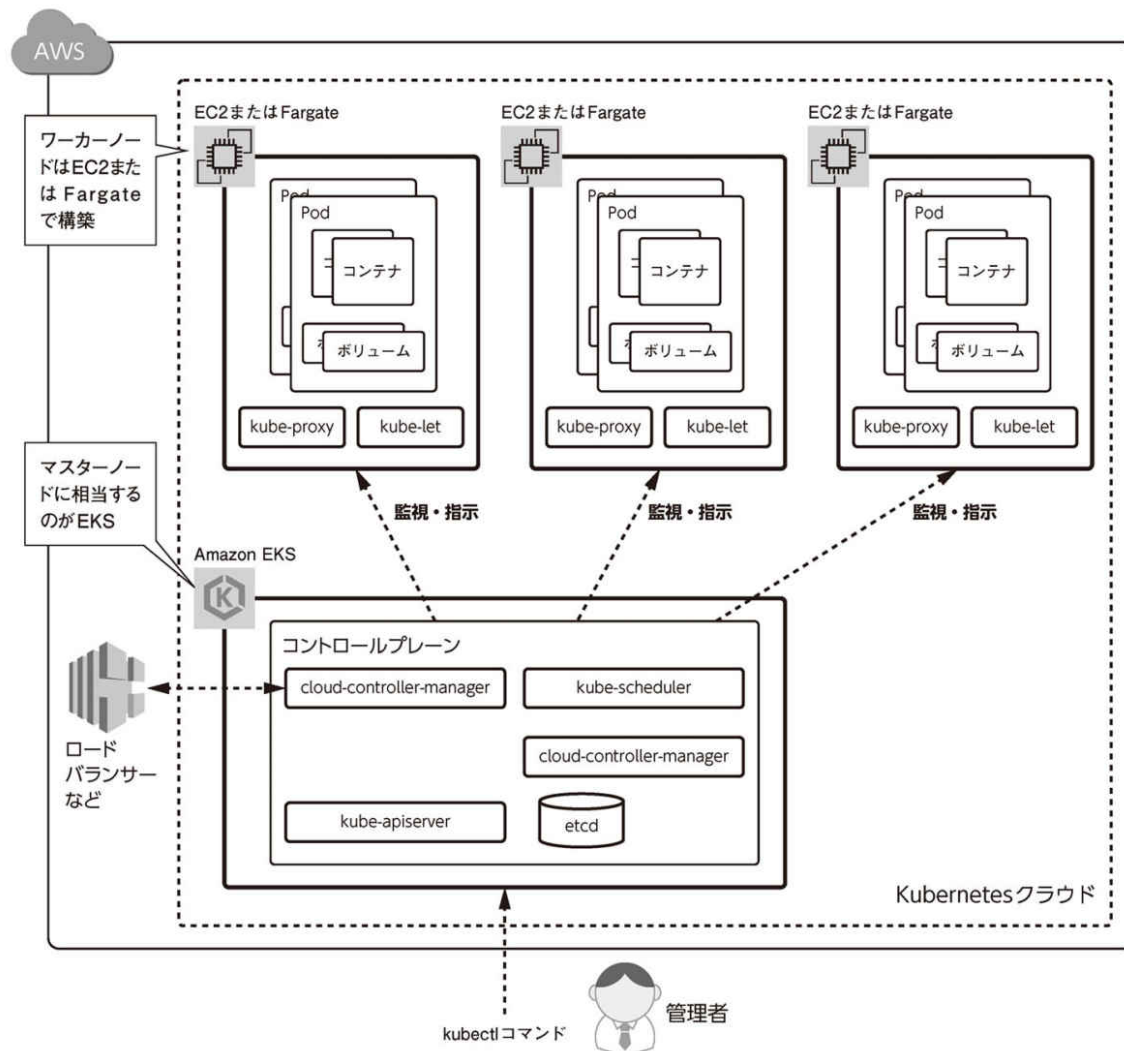 AWS
EC2またはFargate
EC2またはFargate
EC2またはFargate
ワーカーノー
ドはEC2また
は Fargate
で構築
Pod
Pod
コンテナ
ボリューム
kube-proxy
kube-let
Pod
Pod
コンテナ
ボリューム
kube-proxy
kube-let
Pod
Pod
コンテナ
ボリューム
kube-proxy
kube-let
マスターノー
ドに相当する
のがEKS
監視・指示
監視・指示
監視・指示
Amazon EKS
コントロールプレーン
cloud-controller-manager
kube-scheduler
cloud-controller-manager
kube-apiserver
etcd
ロード
バランサー
など
Kubernetesクラウド
kubectlコマンド
管理者